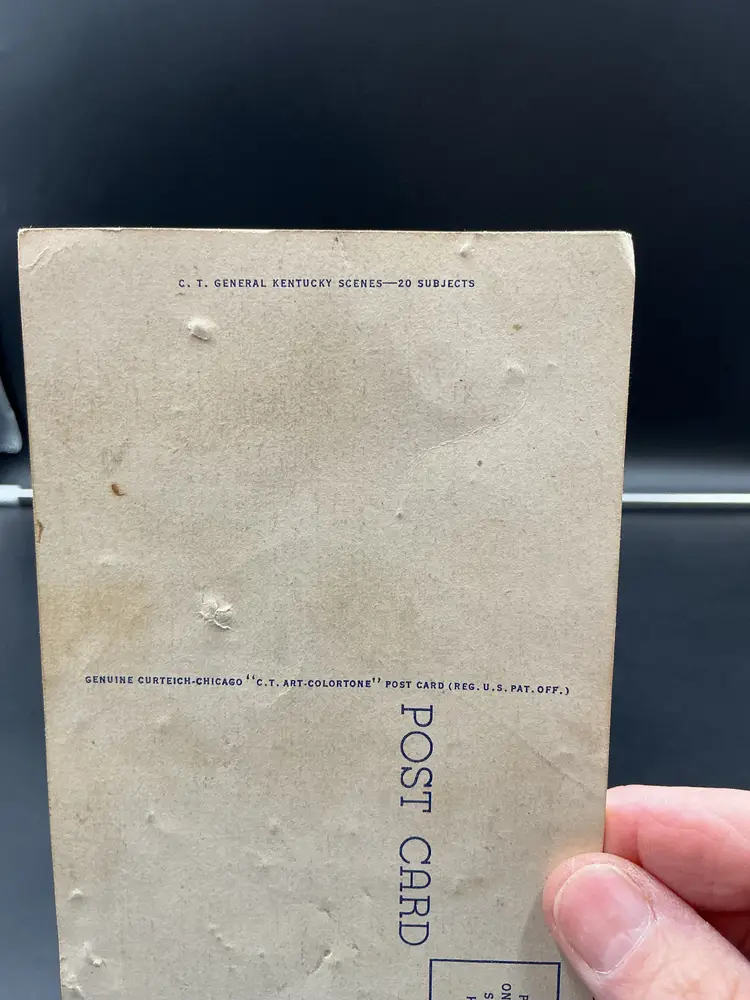 C. T. GENERAL KENTUCKY SCENES—20 SUBJECTS
GENUINE CURTEICH-CHICAGO "C.T. ART-COLORTONE" POST CARD (REG. U.S. PAT. OFF.)
POST CARD